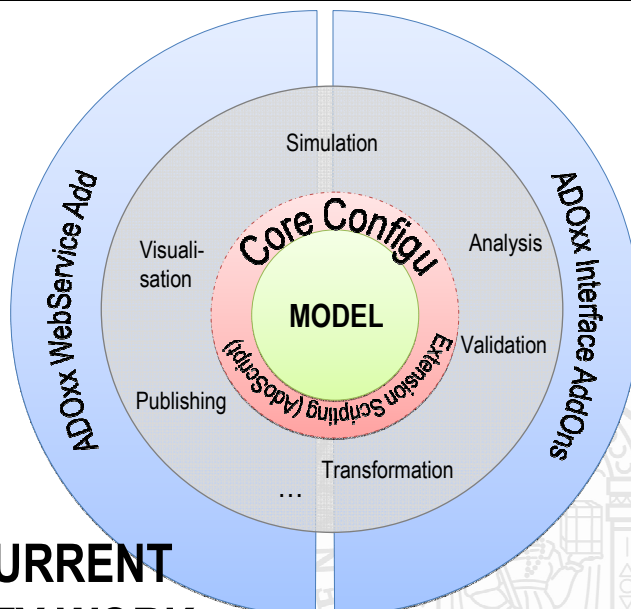 Simulation
Core Configu
ADOxx WebService Add
ADOxx Interface AddOns
Visuali-
sation
Analysis
MODEL
Validation
Extension Scripting (AdoScript)
Publishing
Transformation
...
URRENT